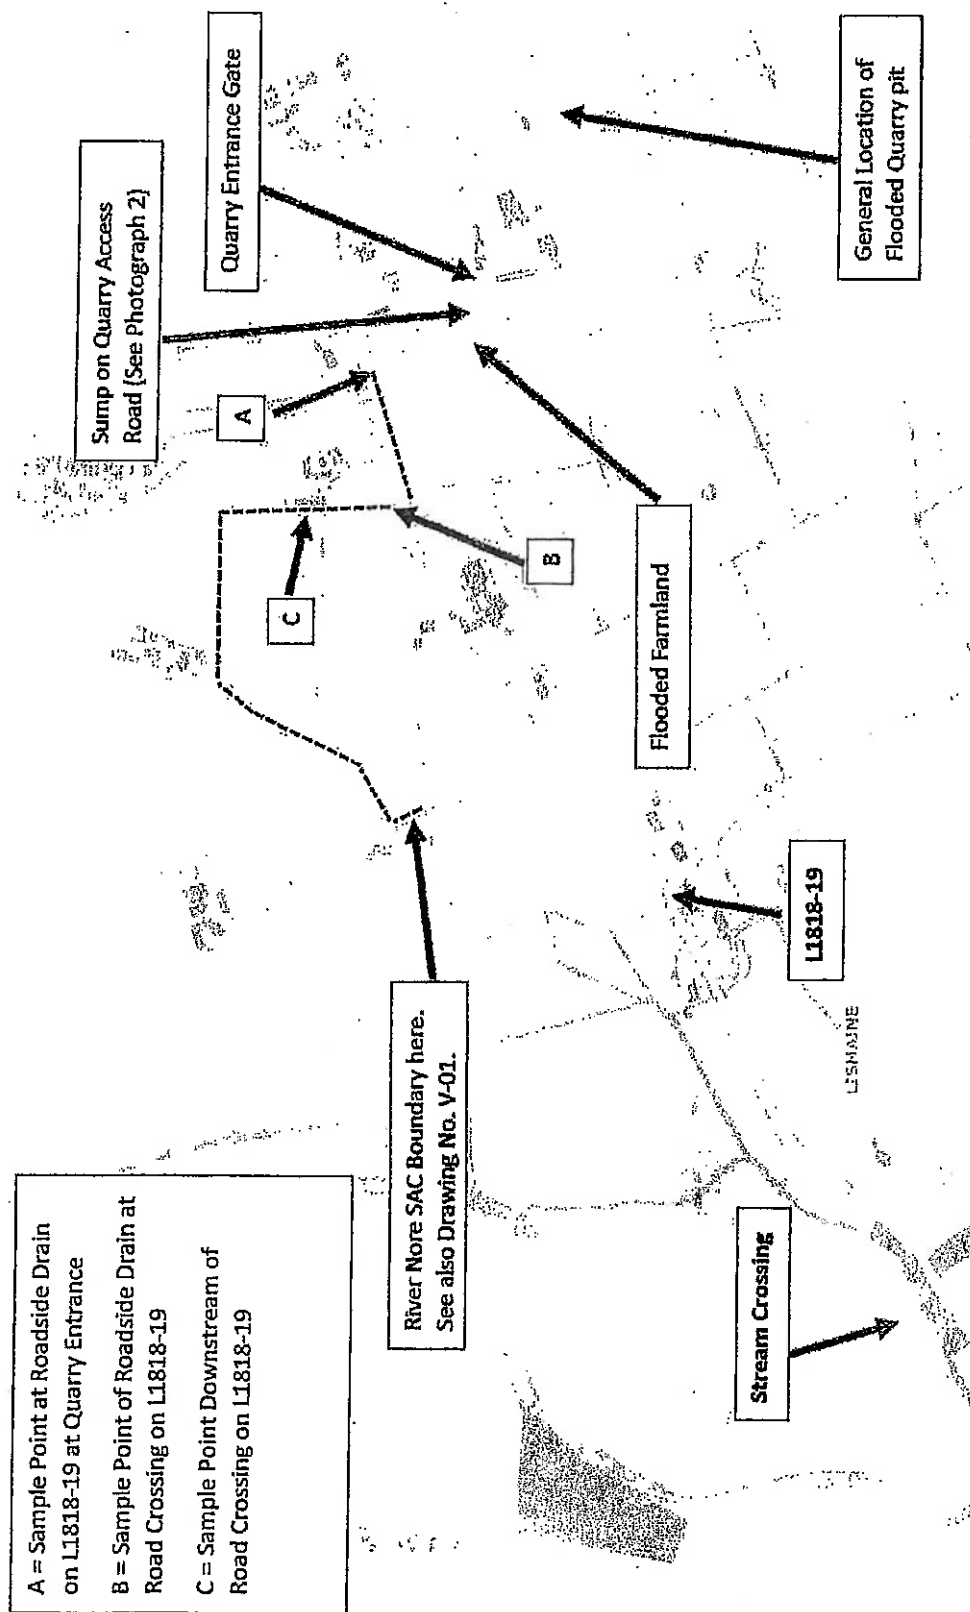 A = Sample Point at Roadside Drain
on L1818-19 at Quarry Entrance
B = Sample Point of Roadside Drain at
Road Crossing on L1818-19
C = Sample Point Downstream of
Road Crossing on L1818-19
Sump on Quarry Access
Road (See Photograph 2)
Quarry Entrance Gate
A
C
B
River Nore SAC Boundary here.
See also Drawing No. V-01.
Flooded Farmland
General Location of
Flooded Quarry pit
L1818-19
Stream Crossing
LISMAINE